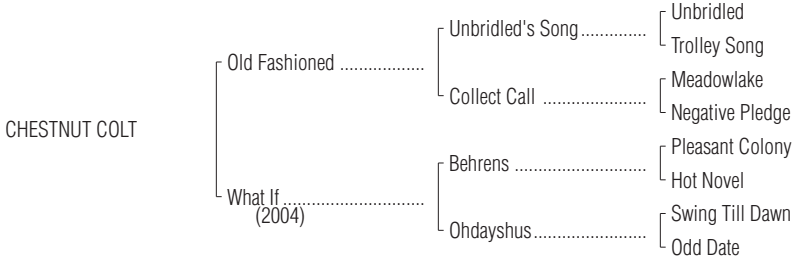 Unbridled
Unbridled's Song..............
Trolley Song
Old Fashioned ..................
Meadowlake
Collect Call ......................
Negative Pledge
CHESTNUT COLT
Pleasant Colony
Behrens ............................
Hot Novel
What If ..............................
(2004)
Swing Till Dawn
Ohdayshus........................
Odd Date